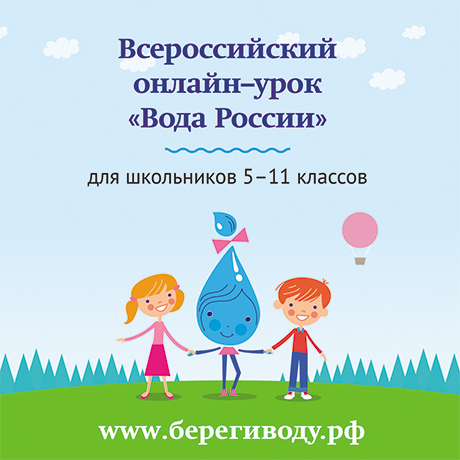 Всероссийский
онлайн–урок
«Вода России»
для школьников 5–11 классов
www.берегиводу.рф